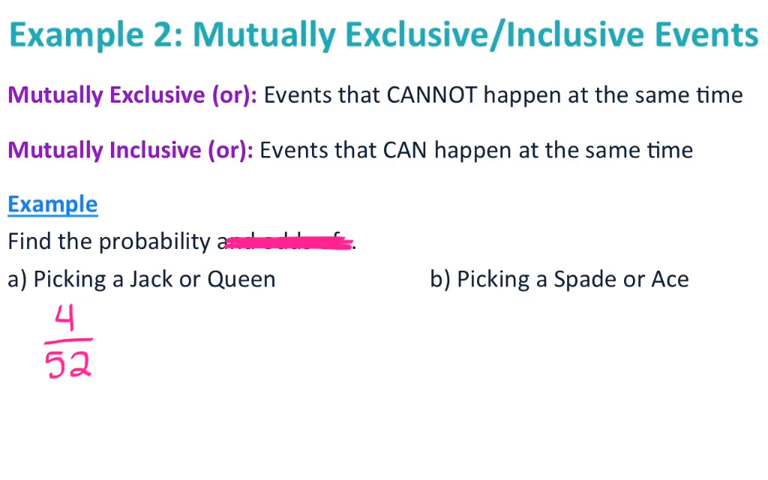 Example 2: Mutually Exclusive/Inclusive Events
Mutually Exclusive (or): Events that CANNOT happen at the same time
Mutually Inclusive (or): Events that CAN happen at the same time
Example
Find the probability
a) Picking a Jack or Queen
b) Picking a Spade or Ace
4
52